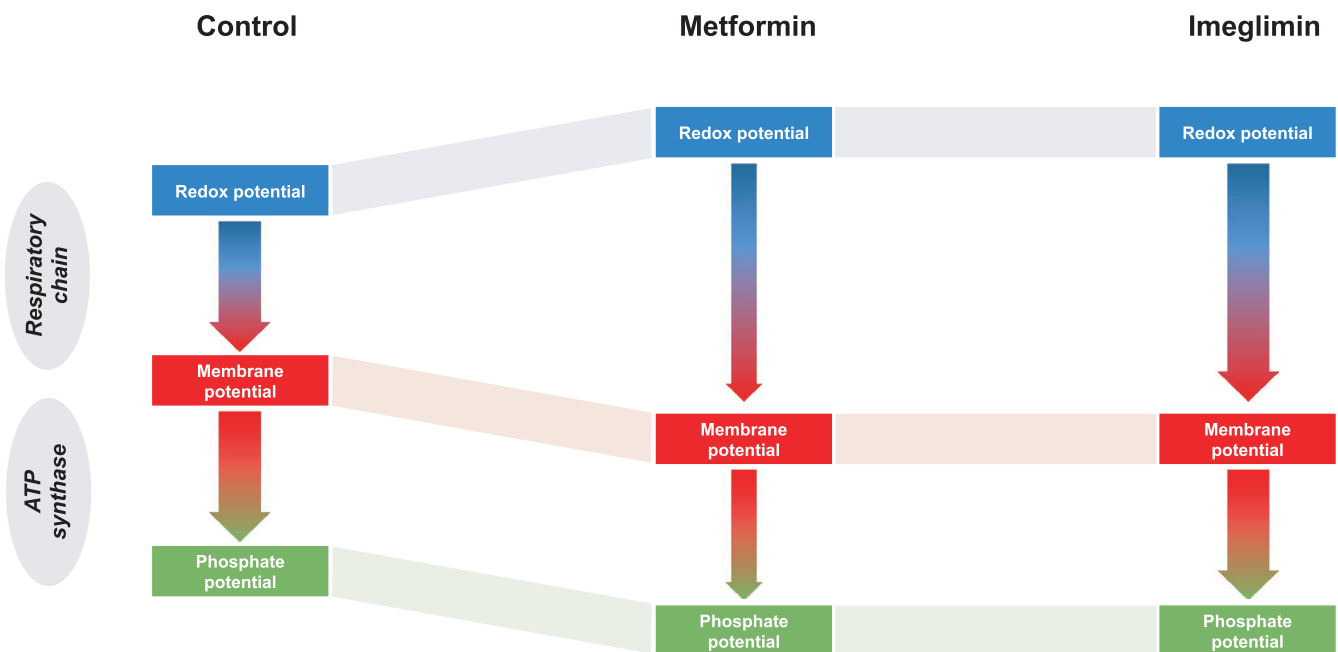 Control
Metformin
Imeglimin
Redox potential
Redox potential
Redox potential
Respiratory
chain
Membrane
potential
Membrane
potential
Membrane
potential
ATP
synthase
Phosphate
potential
Phosphate
potential
Phosphate
potential